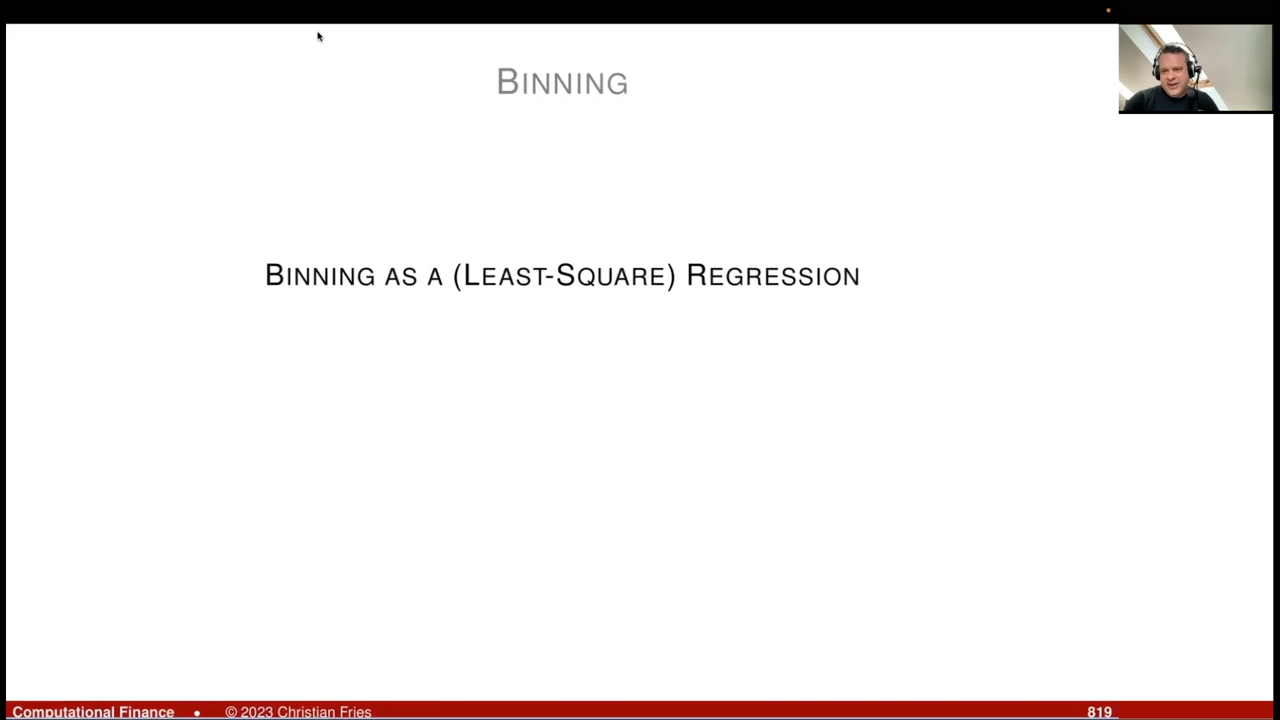 BINNING
BINNING AS A (LEAST-SQUARE) REGRESSION
Computational Finance • © 2023 Christian Fries 819